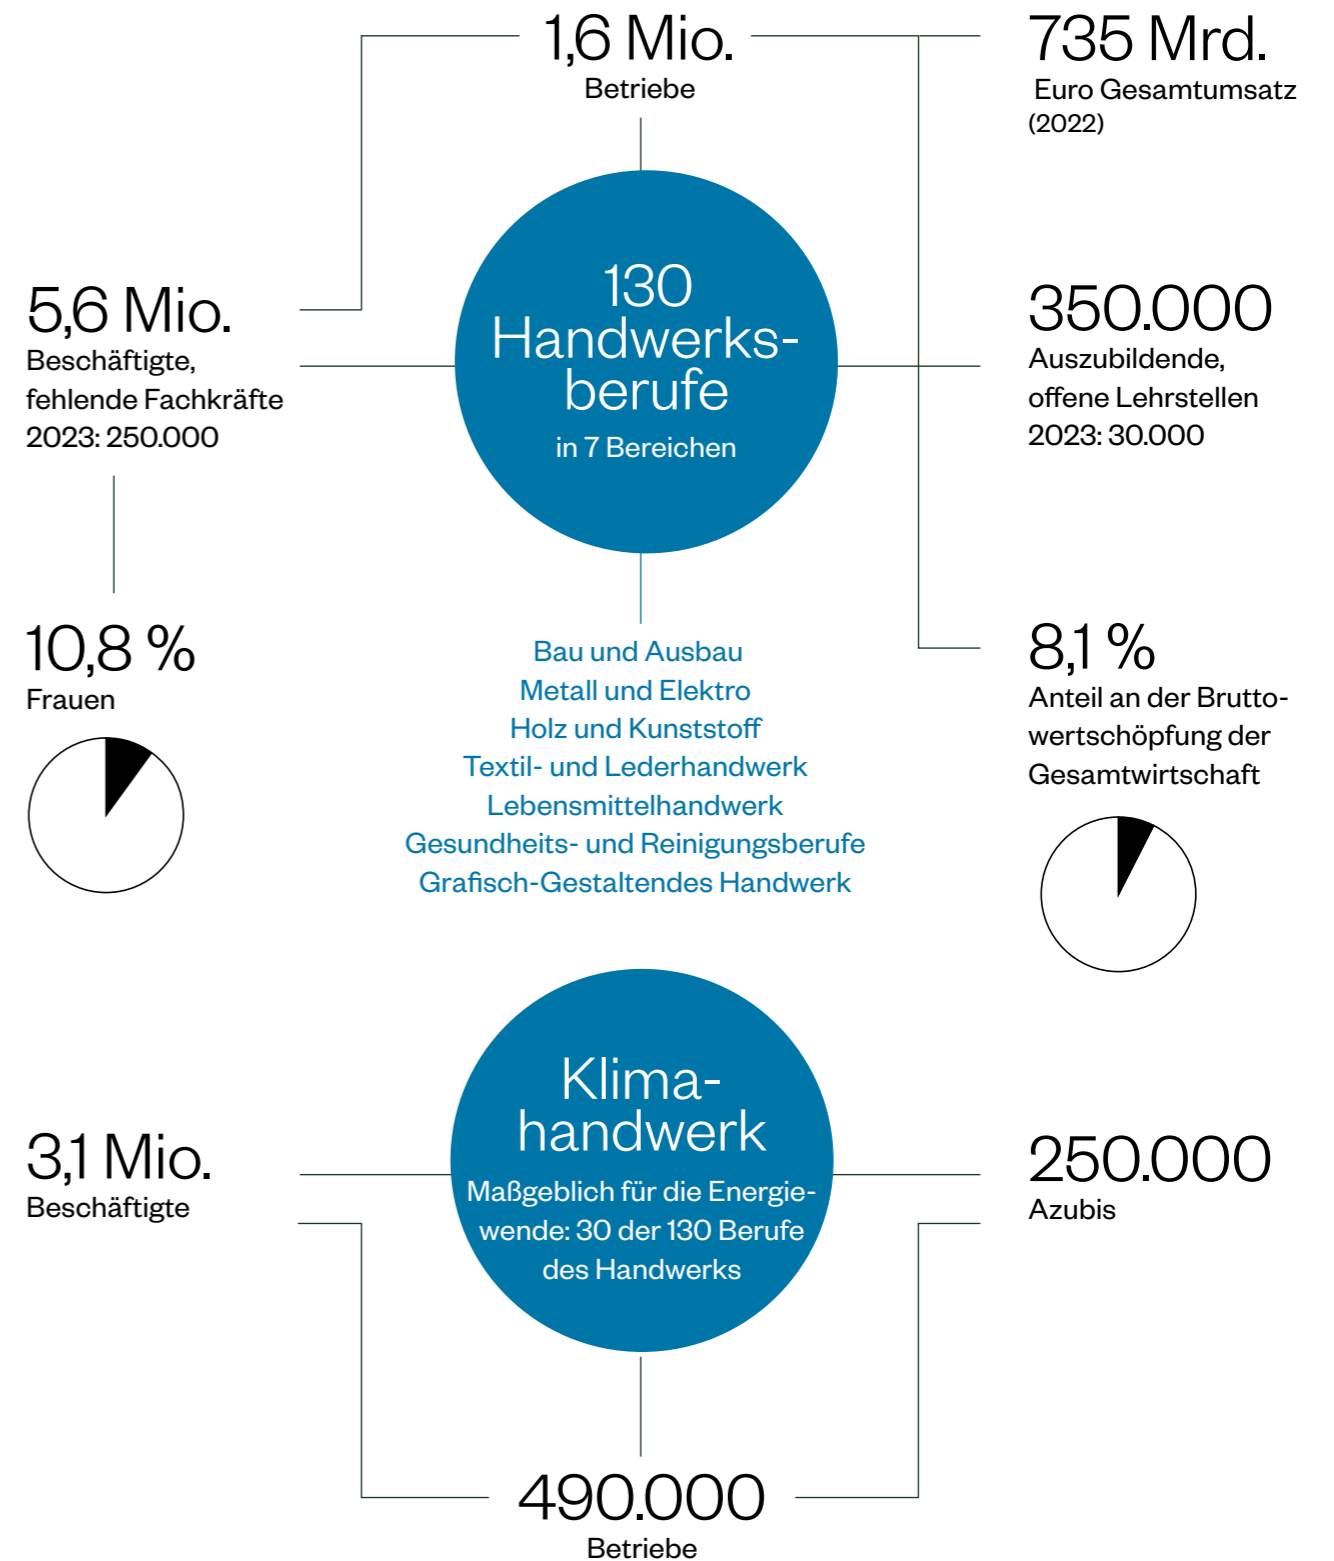 1,6 Mio.
Betriebe
735 Mrd.
Euro Gesamtumsatz
(2022)
130
Handwerks-
berufe
in 7 Bereichen
5,6 Mio.
Beschäftigte,
fehlende Fachkräfte
2023: 250.000
350.000
Auszubildende,
offene Lehrstellen
2023: 30.000
10,8 %
Frauen
Bau und Ausbau
Metall und Elektro
Holz und Kunststoff
Textil- und Lederhandwerk
Lebensmittelhandwerk
Gesundheits- und Reinigungsberufe
Grafisch-Gestaltendes Handwerk
8,1 %
Anteil an der Brutto-
wertschöpfung der
Gesamtwirtschaft
Klima-
handwerk
Maßgeblich für die Energie-
wende: 30 der 130 Berufe
des Handwerks
3,1 Mio.
Beschäftigte
250.000
Azubis
490.000
Betriebe